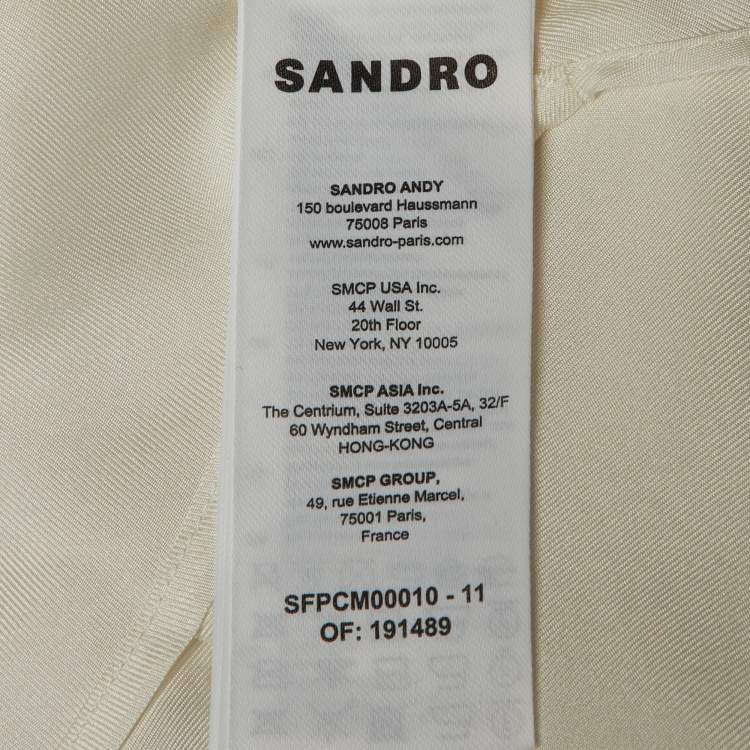 SANDRO
SANDRO ANDY
150 boulevard Haussmann
75008 Paris
www.sandro-paris.com
SMCP USA Inc.
44 Wall St.
20th Floor
New York, NY 10005
SMCP ASIA Inc.
The Centrium, Suite 3203A-5A, 32/F
60 Wyndham Street, Central
HONG-KONG
SMCP GROUP,
49, rue Etienne Marcel,
75001 Paris,
France
SFPCM00010 - 11
OF: 191489